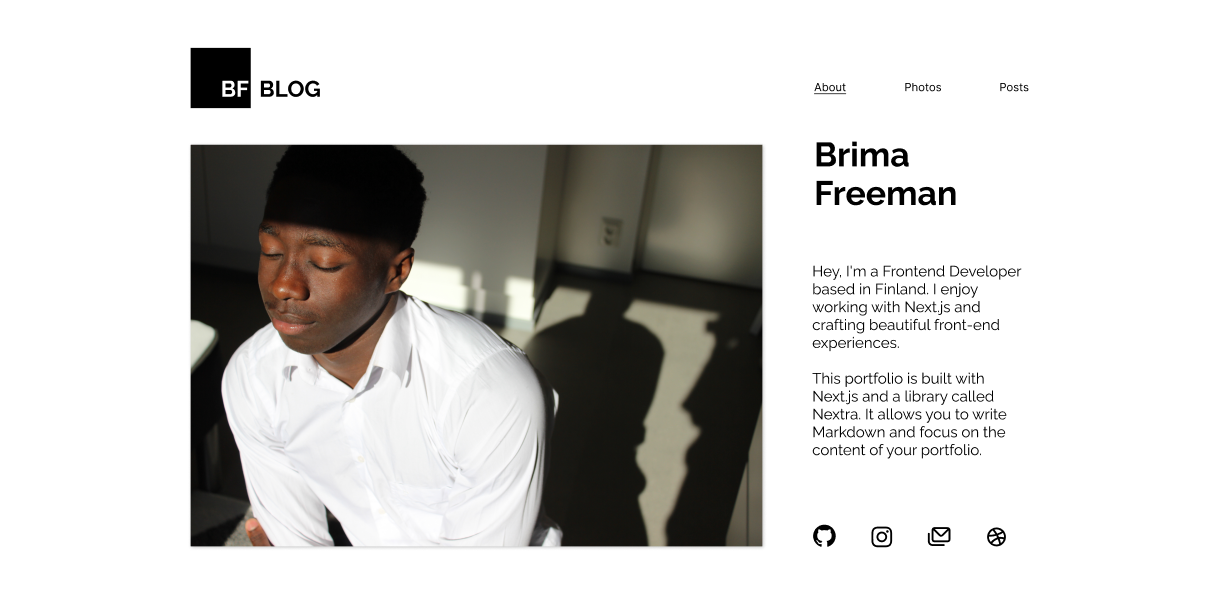 BF BLOG
About Photos Posts
Brima
Freeman
Hey, I'm a Frontend Developer
based in Finland. I enjoy
working with Next.js and
crafting beautiful front-end
experiences.
This portfolio is built with
Next.js and a library called
Nextra. It allows you to write
Markdown and focus on the
content of your portfolio.